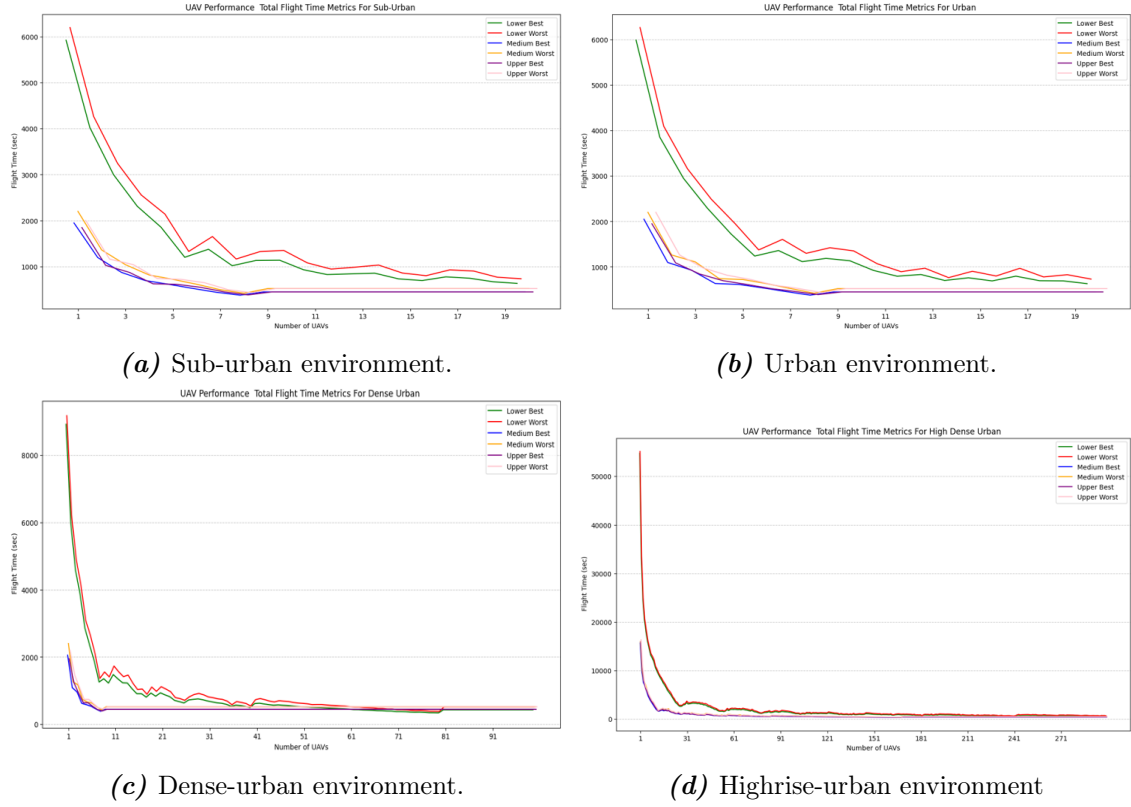 UAV Performance Total Flight Time Metrics For Sub-Urban
Lower Best
Lower Worst
Medium Best
Medium Worst
Upper Best
Upper Worst
Flight Time (sec)
6000
5000
4000
3000
2000
1000
1 3 5 7 9 11 13 15 17 19
Number of UAVs
(a) Sub-urban environment.
UAV Performance Total Flight Time Metrics For Urban
Lower Best
Lower Worst
Medium Best
Medium Worst
Upper Best
Upper Worst
Flight Time (sec)
6000
5000
4000
3000
2000
1000
1 3 5 7 9 11 13 15 17 19
Number of UAVs
(b) Urban environment.
UAV Performance Total Flight Time Metrics For Dense Urban
Lower Best
Lower Worst
Medium Best
Medium Worst
Upper Best
Upper Worst
Flight Time (sec)
8000
6000
4000
2000
0
1 11 21 31 41 51 61 71 81 91
Number of UAVs
(c) Dense-urban environment.
UAV Performance Total Flight Time Metrics For High Dense Urban
Lower Best
Lower Worst
Medium Best
Medium Worst
Upper Best
Upper Worst
Flight Time (sec)
50000
40000
30000
20000
10000
0
1 31 61 91 121 151 181 211 241 271
Number of UAVs
(d) Highrise-urban environment